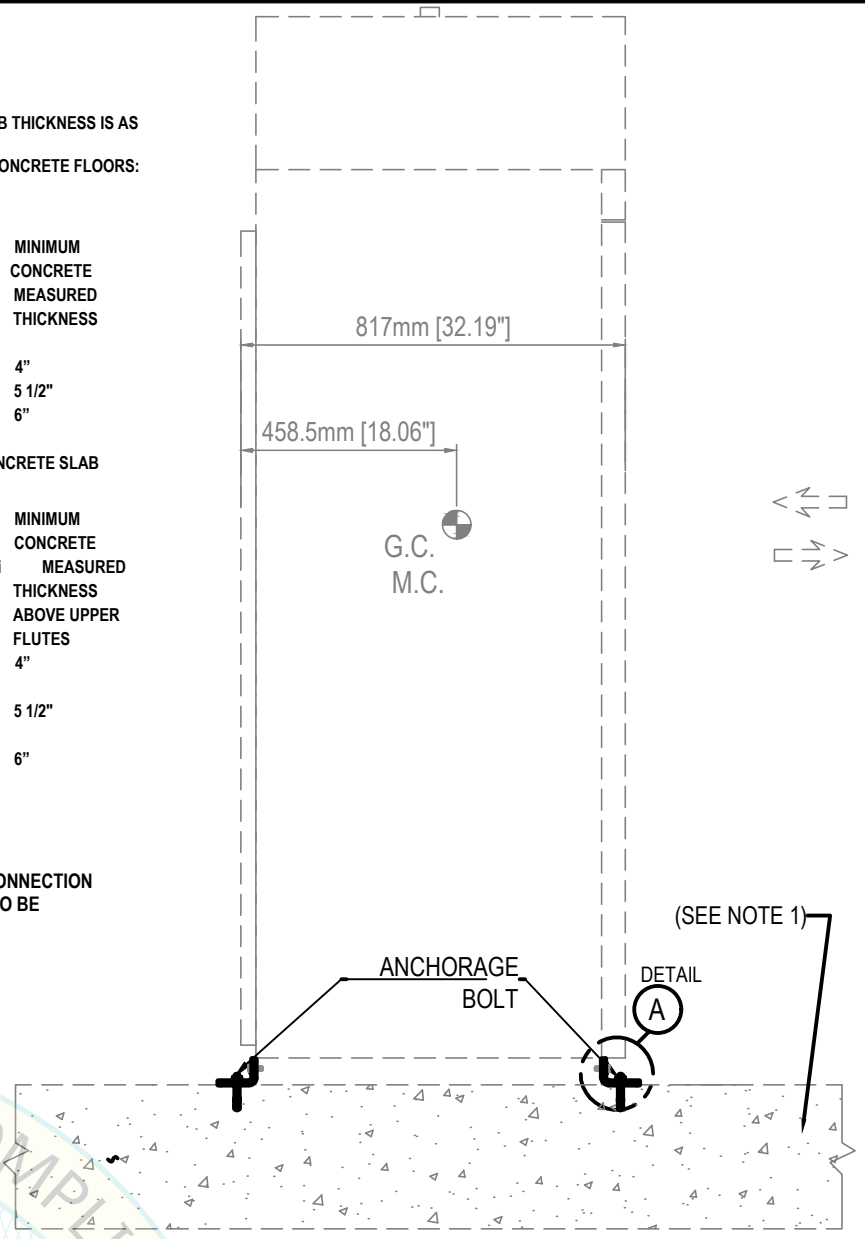 B THICKNESS IS AS
ONCRETE FLOORS:
MINIMUM
CONCRETE
MEASURED
THICKNESS
4”
5 1/2"
6”
NCRETE SLAB
MINIMUM
CONCRETE
i MEASURED
THICKNESS
ABOVE UPPER
FLUTES
4”
5 1/2"
6”
ONNECTION
O BE
817mm [32.19"]
458.5mm [18.06"]
G.C.
M.C.
(SEE NOTE 1)
ANCHORAGE
BOLT
DETAIL
A
OMPLI